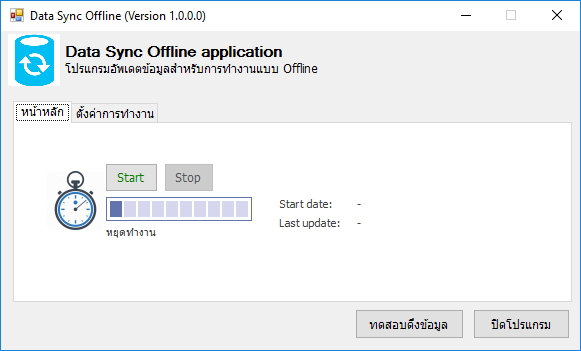 Data Sync Offline (Version 1.0.0.0)
Data Sync Offline application
โปรแกรมอัพเดตข้อมูลสำหรับการทำงานแบบ Offline
หน้าหลัก ตั้งค่าการทำงาน
Start Stop
Start date: -
Last update: -
หยุดทำงาน
ทดสอบดึงข้อมูล ปิดโปรแกรม